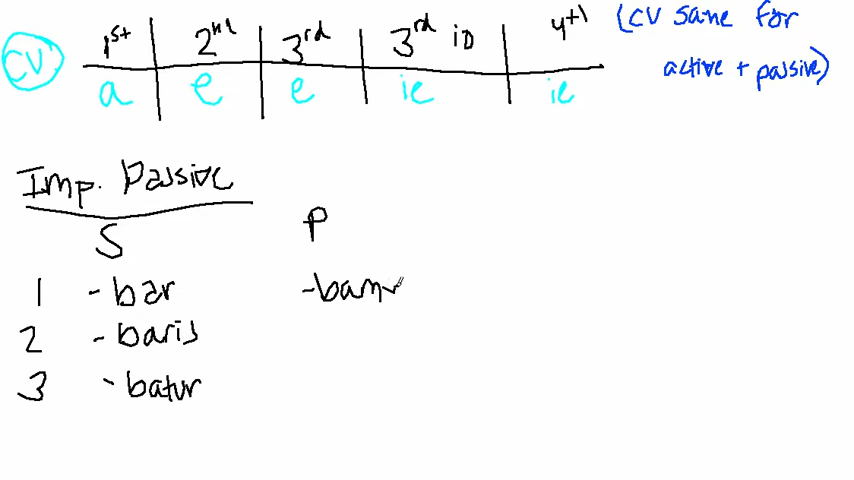 CV 1st 2nd 3rd 3rd io 4th (CV same for
a e e ie ie active + passive)
Imp. Passive
S P
1 -bar -bamu
2 -baris
3 -batur